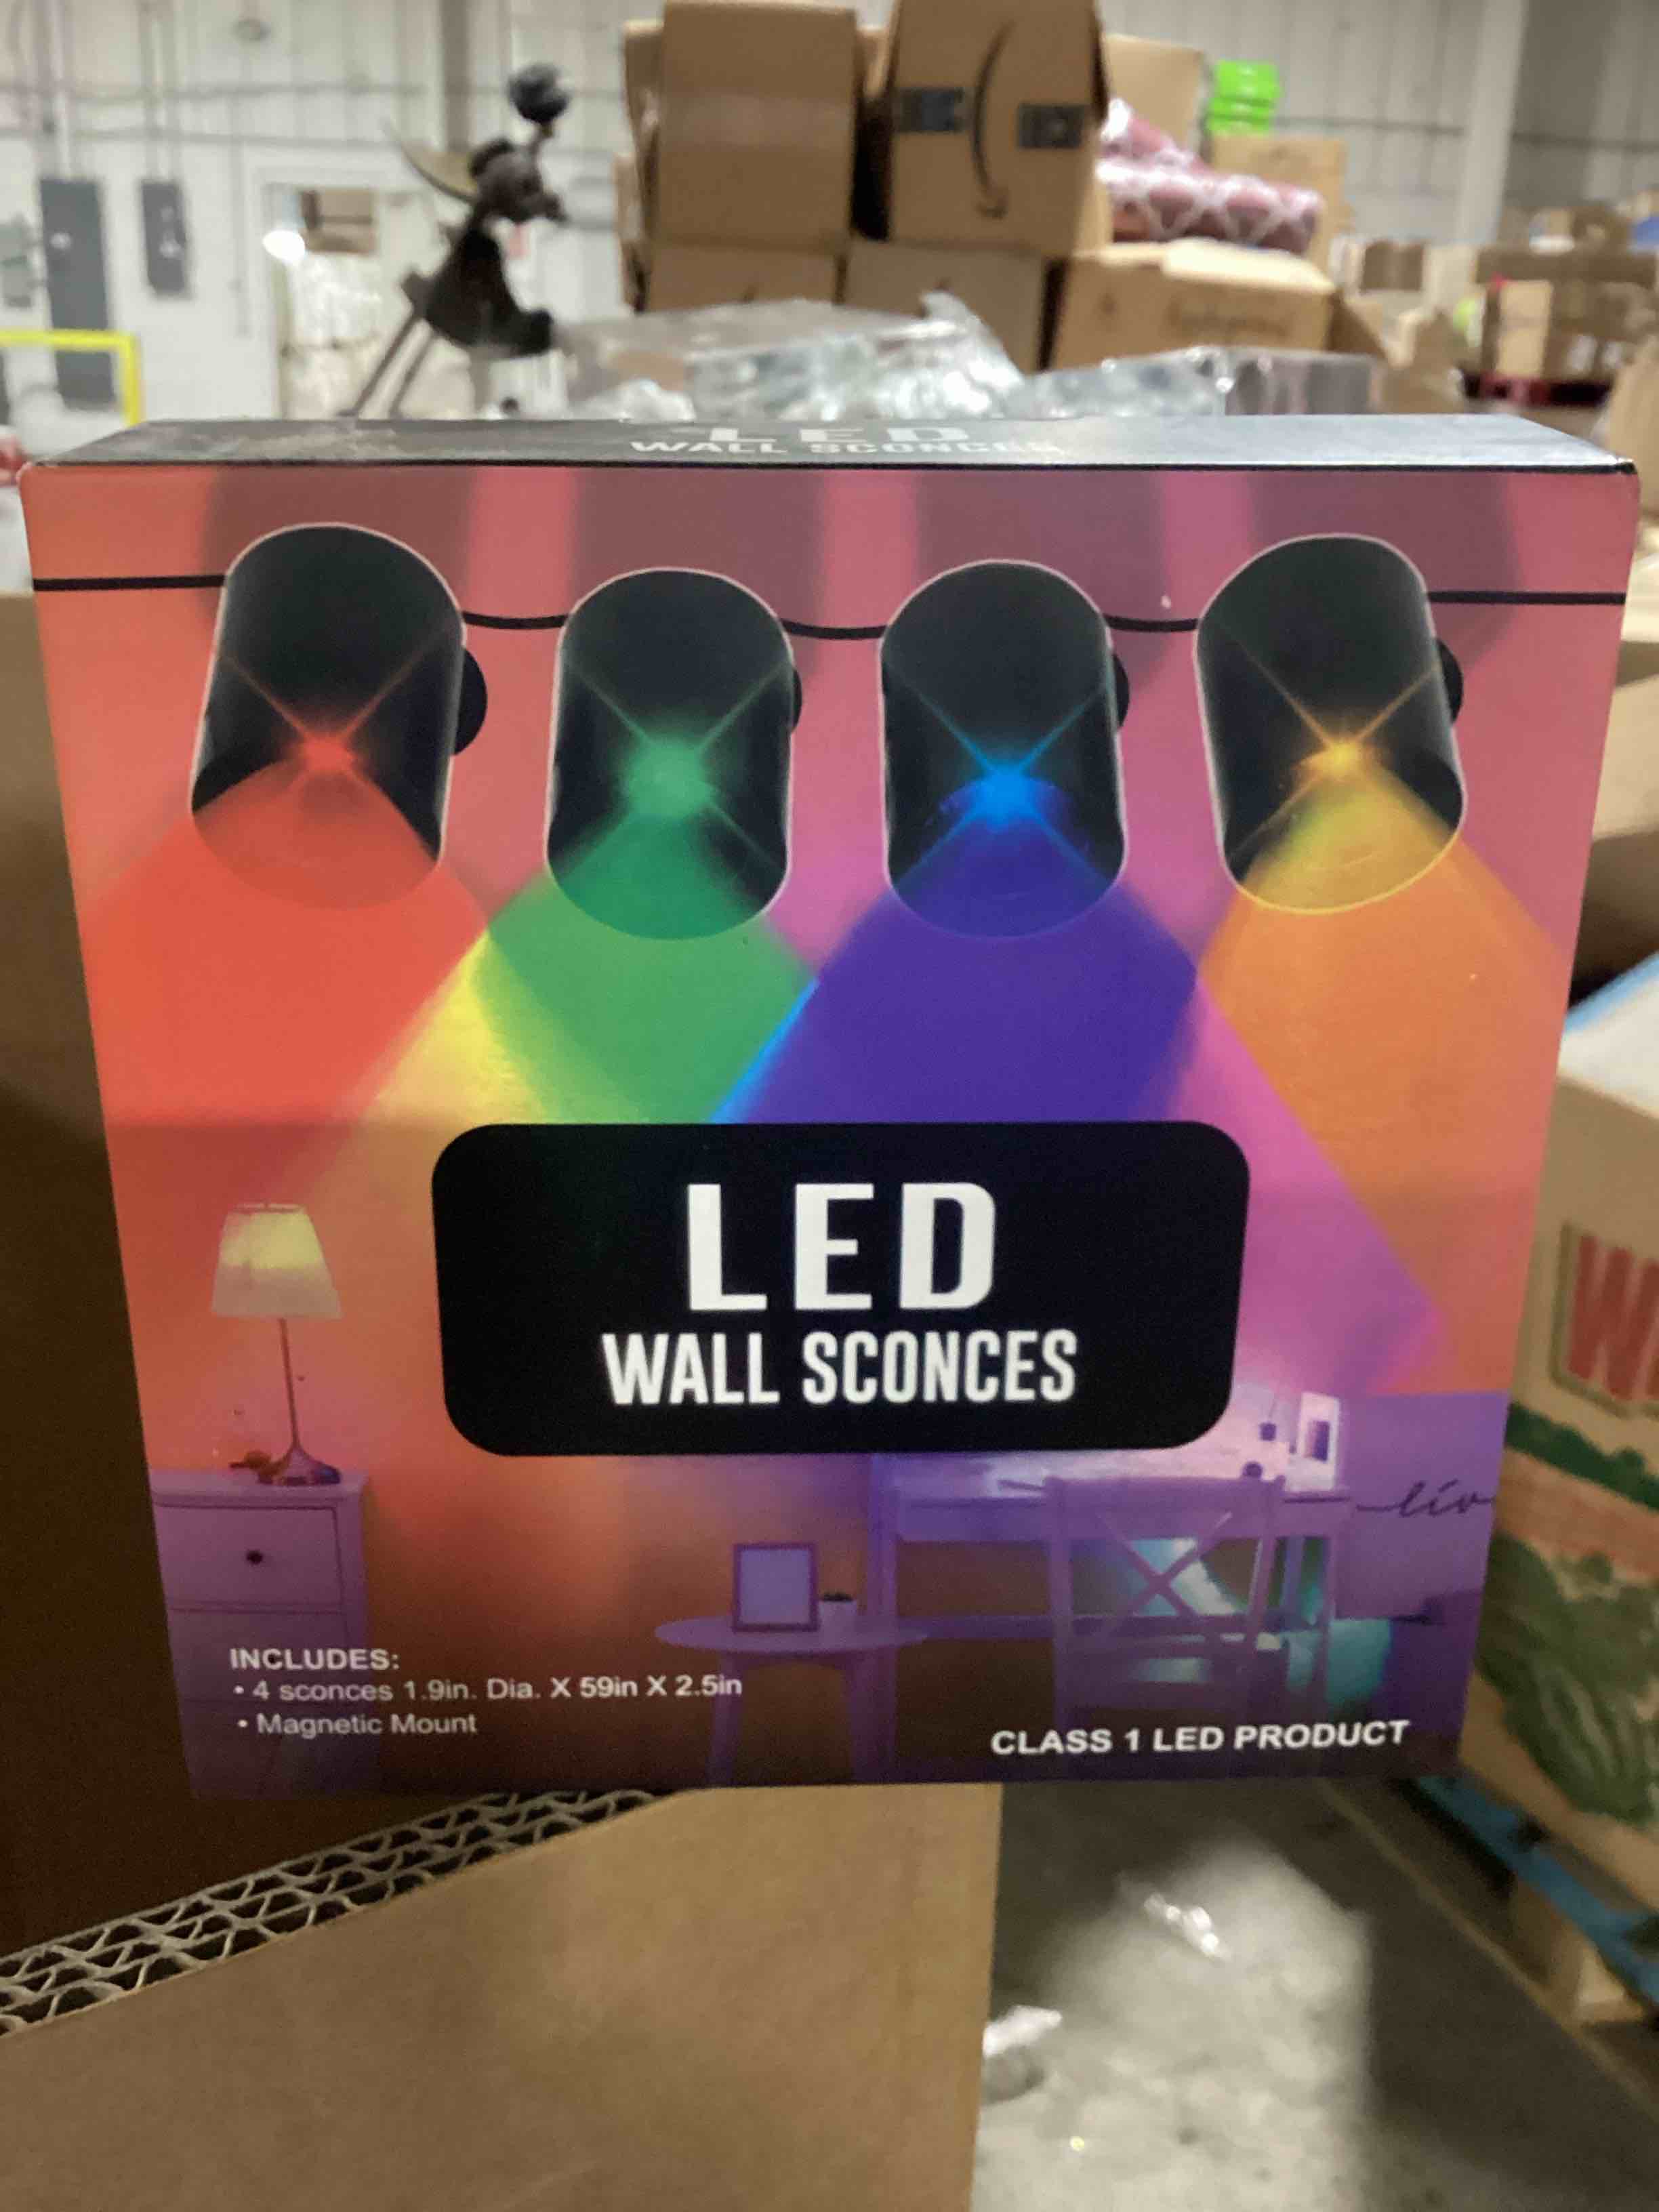 LED
WALL SCONCES
LED
WALL SCONCES
liv
INCLUDES:
• 4 sconces 1.9in. Dia. X 59in X 2.5in
• Magnetic Mount
CLASS 1 LED PRODUCT